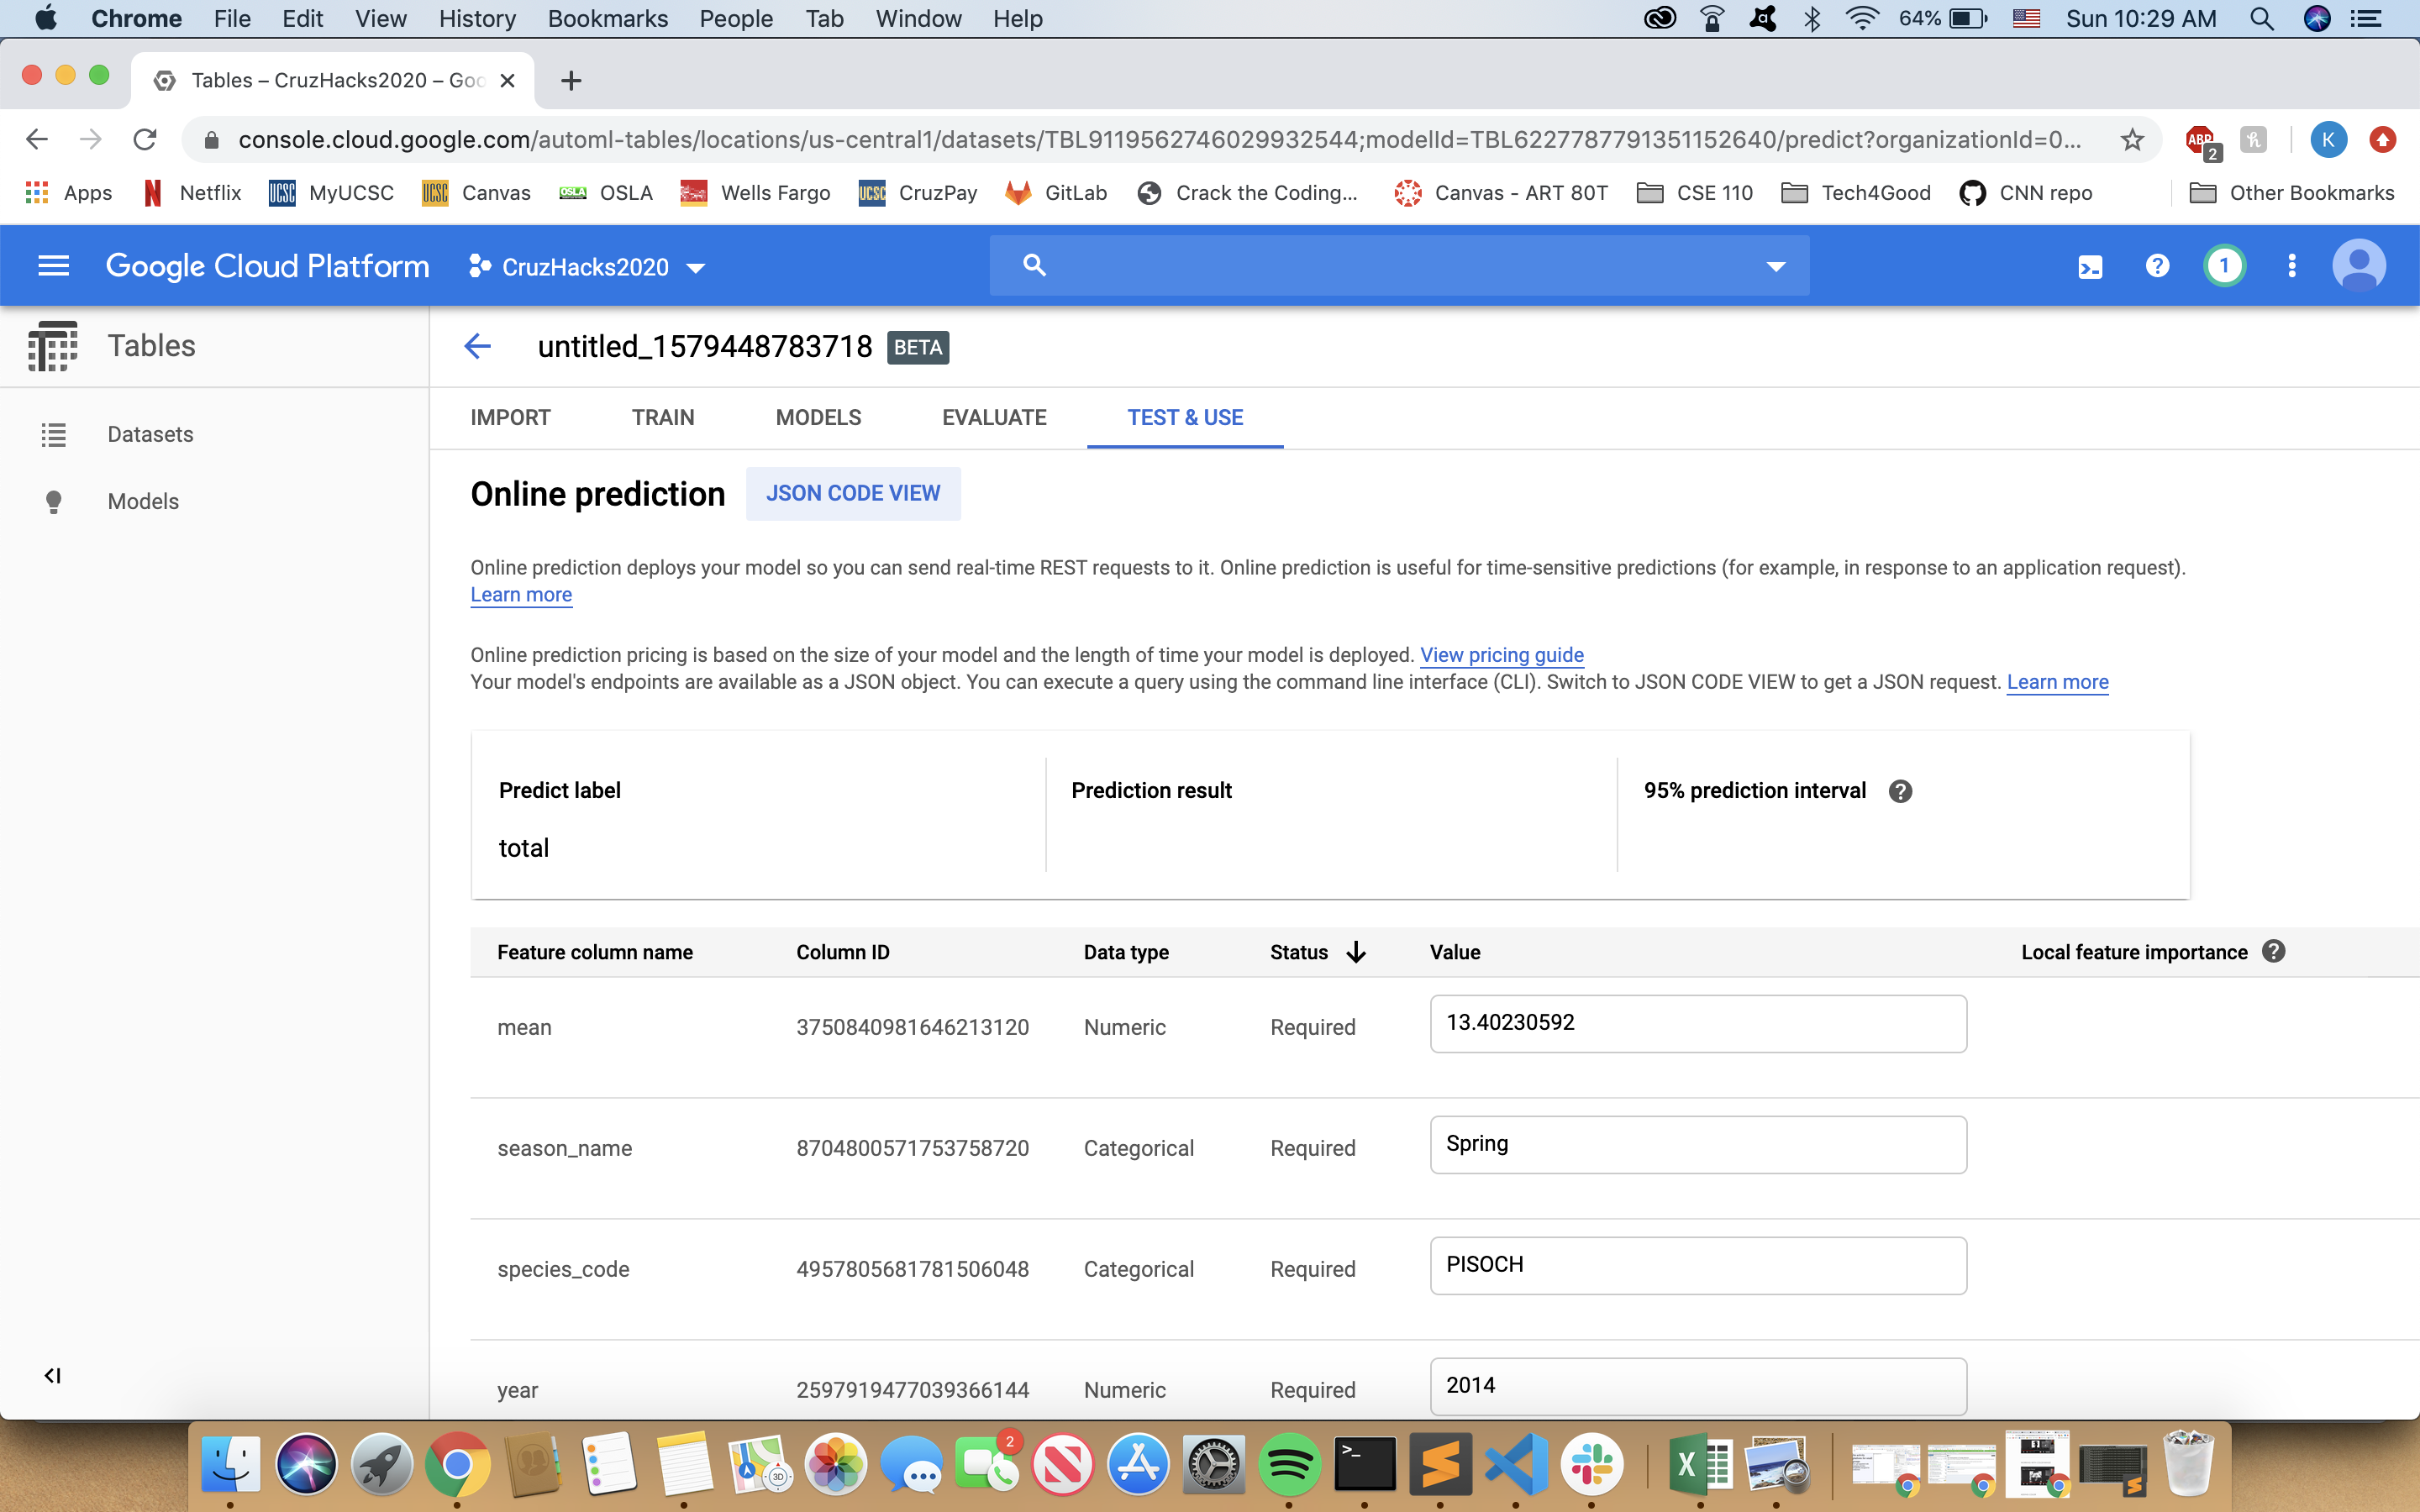 Chrome File Edit View History Bookmarks People Tab Window Help 64% Sun 10:29 AM
Tables – CruzHacks2020 – Goo
console.cloud.google.com/automl-tables/locations/us-central1/datasets/TBL9119562746029932544;modelId=TBL6227787791351152640/predict?organizationId=0... ABP 2 K
Apps Netflix MyUCSC Canvas OSLA Wells Fargo CruzPay GitLab Crack the Coding... Canvas - ART 80T CSE 110 Tech4Good CNN repo Other Bookmarks
Google Cloud Platform CruzHacks2020 1
Tables untitled_1579448783718 BETA
IMPORT TRAIN MODELS EVALUATE TEST & USE
Datasets
Models
Online prediction JSON CODE VIEW
Online prediction deploys your model so you can send real-time REST requests to it. Online prediction is useful for time-sensitive predictions (for example, in response to an application request).
Learn more
Online prediction pricing is based on the size of your model and the length of time your model is deployed. View pricing guide
Your model's endpoints are available as a JSON object. You can execute a query using the command line interface (CLI). Switch to JSON CODE VIEW to get a JSON request. Learn more
Predict label Prediction result 95% prediction interval
total
Feature column name Column ID Data type Status Value Local feature importance
mean 3750840981646213120 Numeric Required 13.40230592
season_name 8704800571753758720 Categorical Required Spring
species_code 4957805681781506048 Categorical Required PISOCH
year 2597919477039366144 Numeric Required 2014
2
3D